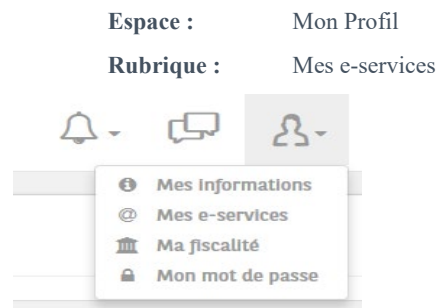 Espace : Mon Profil
Rubrique : Mes e-services
Mes informations
@ Mes e-services
Ma fiscalité
Mon mot de passe